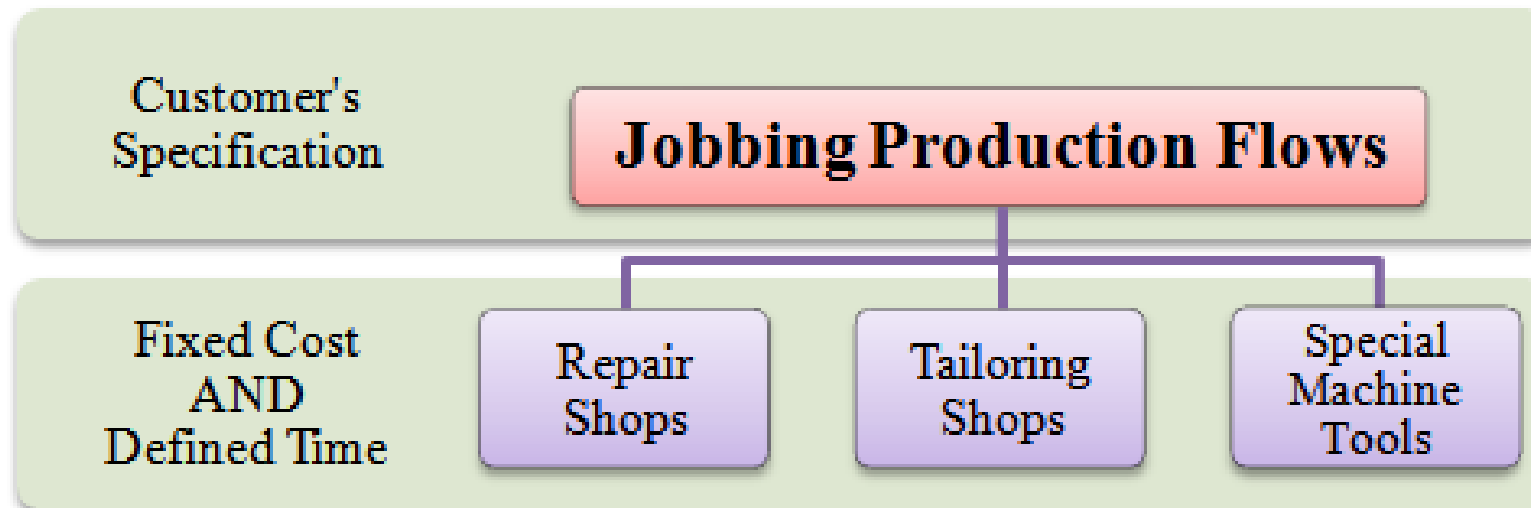 Customer's
Specification
Jobbing Production Flows
Fixed Cost
AND
Defined Time
Repair
Shops
Tailoring
Shops
Special
Machine
Tools